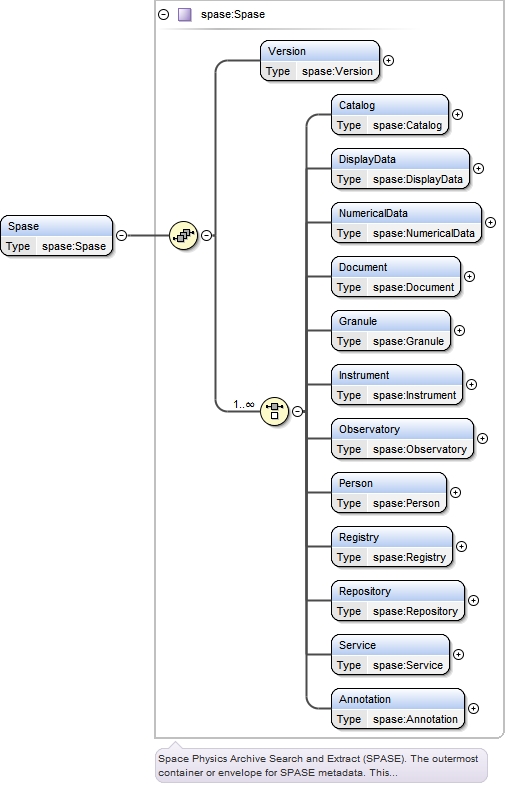 spase:Spase
Version
Type spase:Version
Catalog
Type spase:Catalog
DisplayData
Type spase:DisplayData
NumericalData
Type spase:NumericalData
Spase
Type spase:Spase
Document
Type spase:Document
Granule
Type spase:Granule
Instrument
Type spase:Instrument
1..∞
Observatory
Type spase:Observatory
Person
Type spase:Person
Registry
Type spase:Registry
Repository
Type spase:Repository
Service
Type spase:Service
Annotation
Type spase:Annotation
Space Physics Archive Search and Extract (SPASE). The outermost
container or envelope for SPASE metadata. This...